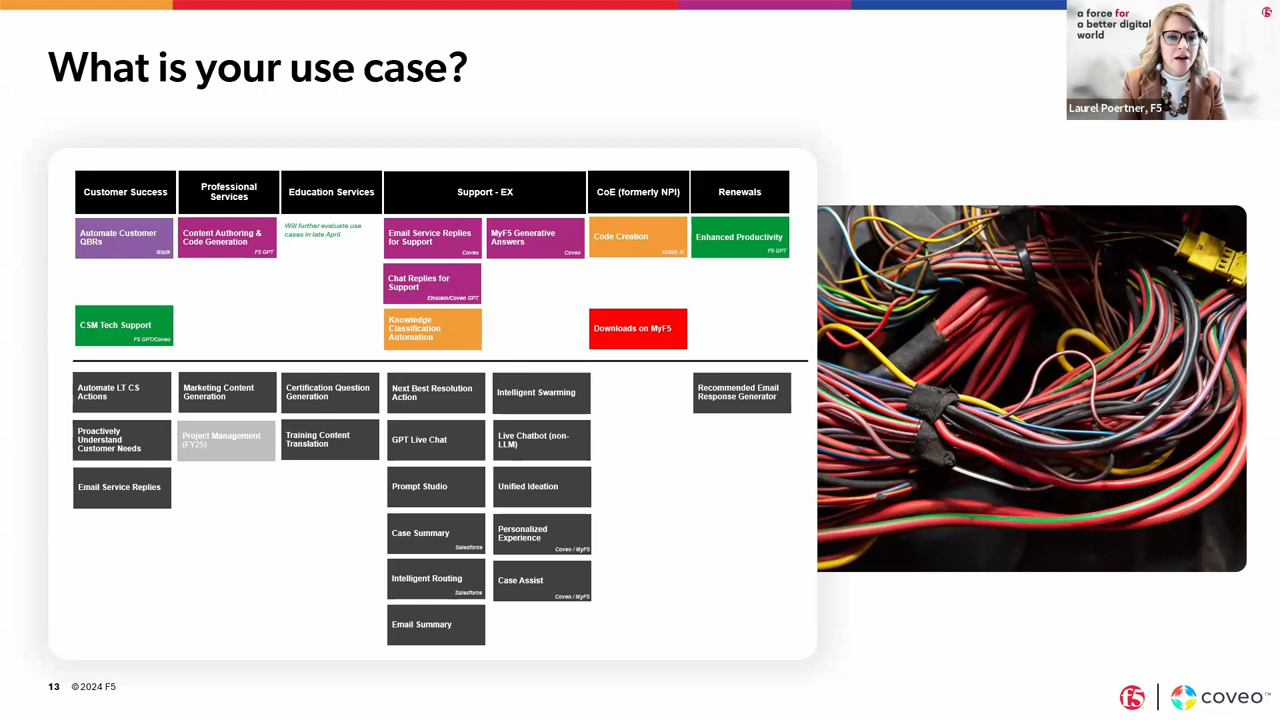 What is your use case?
a force for
a better digital
world
Laurel Poertner, F5
Customer Success
Professional
Services
Education Services
Support - EX
CoE (formerly NPI)
Renewals
Automate Customer
QBRs
Content Authoring &
Code Generation
F5 GPT
Will further evaluate use
cases in late April
Email Service Replies
for Support
Coveo
MyF5 Generative
Answers
Coveo
Code Creation
Enhanced Productivity
F5 GPT
Chat Replies for
Support
Einstein/Coveo GPT
CSM Tech Support
F5 GPT/Coveo
Knowledge
Classification
Automation
Downloads on MyF5
Automate LT CS
Actions
Marketing Content
Generation
Certification Question
Generation
Next Best Resolution
Action
Intelligent Swarming
Recommended Email
Response Generator
Proactively
Understand
Customer Needs
Project Management
(FY25)
Training Content
Translation
GPT Live Chat
Live Chatbot (non-
LLM)
Email Service Replies
Prompt Studio
Unified Ideation
Case Summary
Salesforce
Personalized
Experience
Coveo / MyF5
Intelligent Routing
Salesforce
Case Assist
Coveo / MyF5
Email Summary
13 © 2024 F5
f5
coveo™